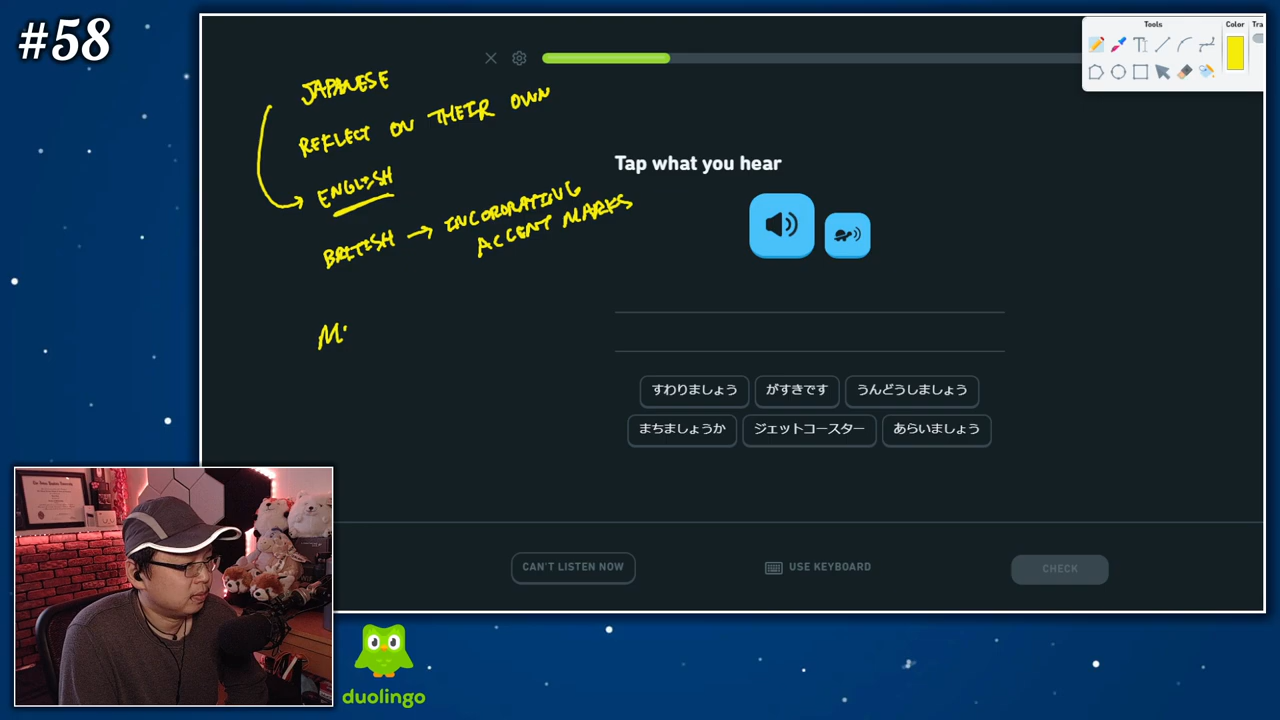 #58
Tools
Color
Tra
JAPANESE
REFLECT ON THEIR OWN
ENGLISH
BRITISH → INCORORATING
ACCENT MARKS
Tap what you hear
すわりましょう がすきです うんどうしましょう
まちましょうか ジェットコースター あらいましょう
CAN'T LISTEN NOW
USE KEYBOARD
CHECK
duolingo